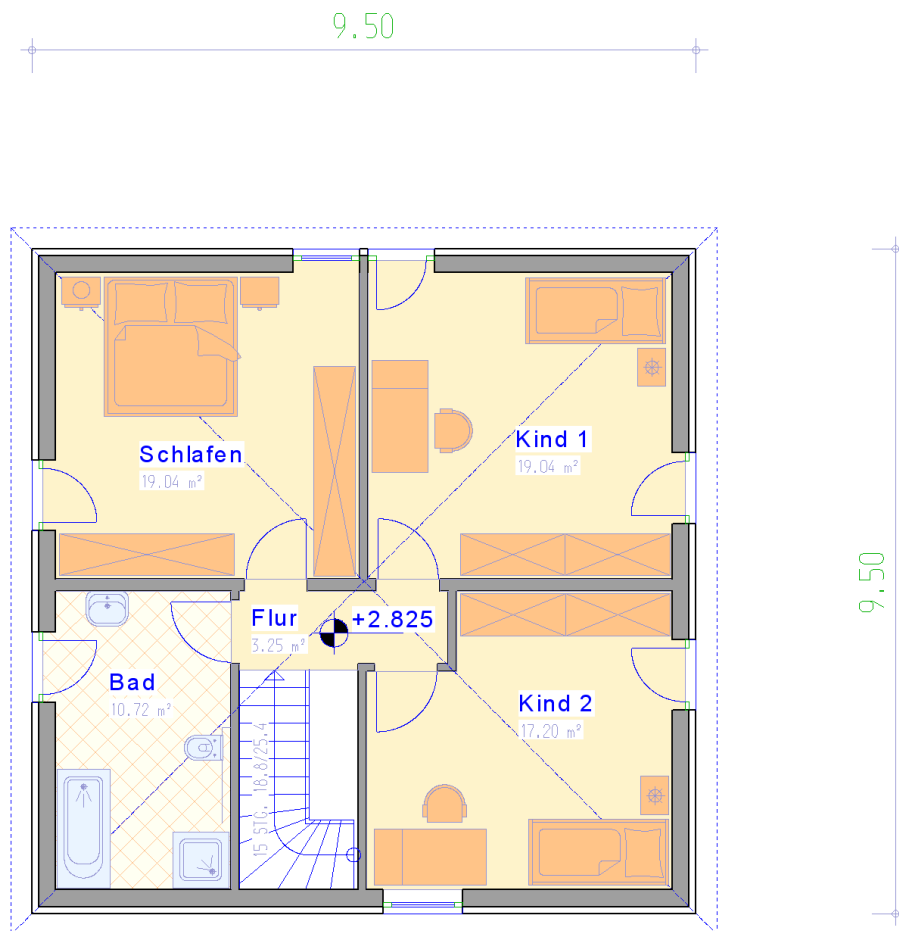 9.50
Kind 1
19.04 m²
Schlafen
19.04 m²
9.50
Flur
+2.825
3.25 m²
Bad
10.72 m²
Kind 2
17.20 m²
15 STG. 18.8/25.4